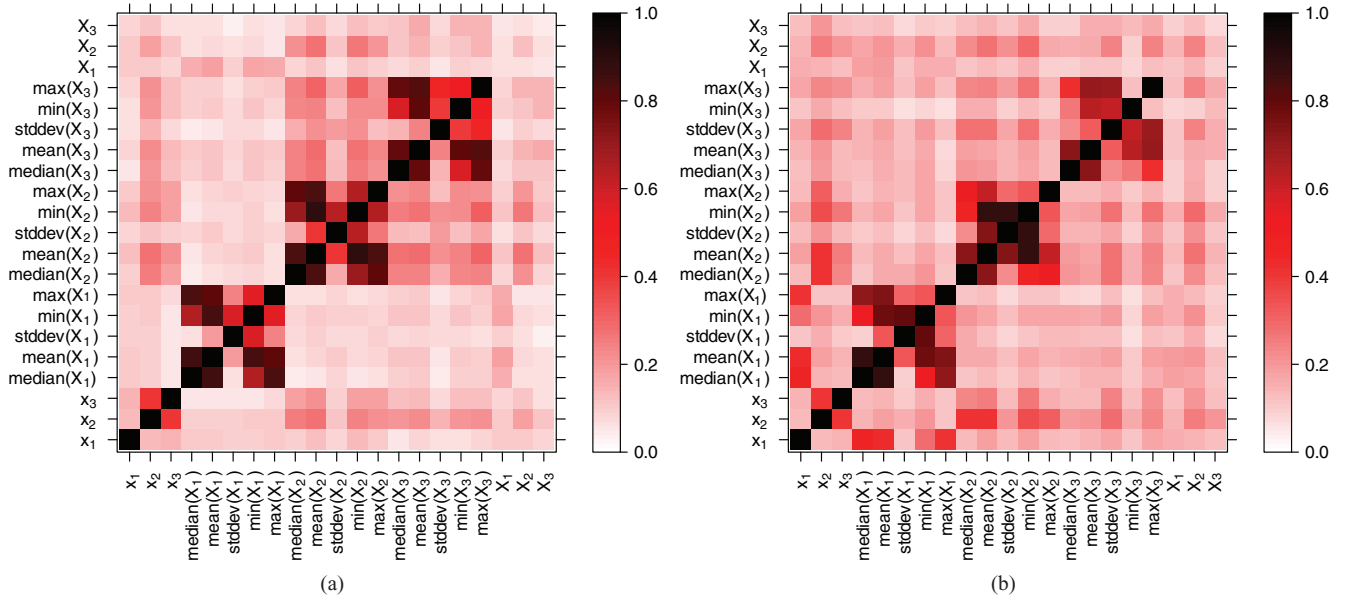 X3
X2
X1
max(X3)
min(X3)
stddev(X3)
mean(X3)
median(X3)
max(X2)
min(X2)
stddev(X2)
mean(X2)
median(X2)
max(X1)
min(X1)
stddev(X1)
mean(X1)
median(X1)
x3
x2
x1
x1
x2
x3
median(X1)
mean(X1)
stddev(X1)
min(X1)
max(X1)
median(X2)
mean(X2)
stddev(X2)
min(X2)
max(X2)
median(X3)
mean(X3)
stddev(X3)
min(X3)
max(X3)
X1
X2
X3
1.0
0.8
0.6
0.4
0.2
0.0
(a)
X3
X2
X1
max(X3)
min(X3)
stddev(X3)
mean(X3)
median(X3)
max(X2)
min(X2)
stddev(X2)
mean(X2)
median(X2)
max(X1)
min(X1)
stddev(X1)
mean(X1)
median(X1)
x3
x2
x1
x1
x2
x3
median(X1)
mean(X1)
stddev(X1)
min(X1)
max(X1)
median(X2)
mean(X2)
stddev(X2)
min(X2)
max(X2)
median(X3)
mean(X3)
stddev(X3)
min(X3)
max(X3)
X1
X2
X3
1.0
0.8
0.6
0.4
0.2
0.0
(b)